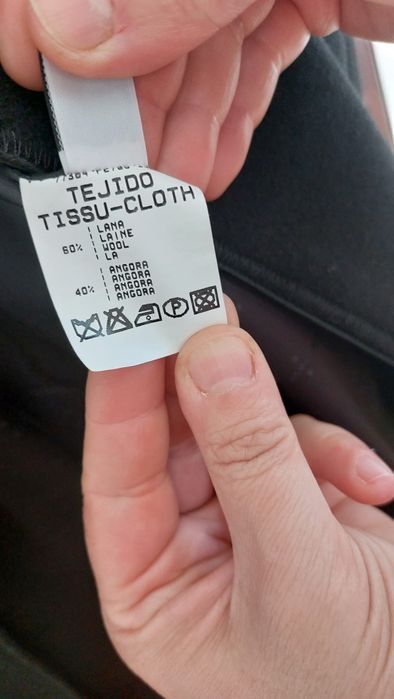 TEJIDO
TISSU-CLOTH
60%
LANA
LAINE
WOOL
LA
40%
ANGORA
ANGORA
ANGORA
ANGORA
P